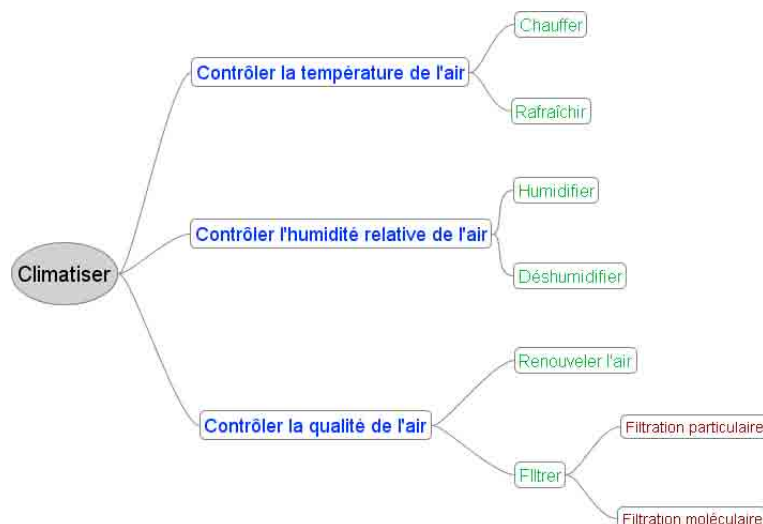 Chauffer
Contrôler la température de l'air
Rafraîchir
Humidifier
Contrôler l'humidité relative de l'air
Climatiser
Déshumidifier
Renouveler l'air
Contrôler la qualité de l'air
Filtration particulaire
FIltrer
Filtration moléculaire